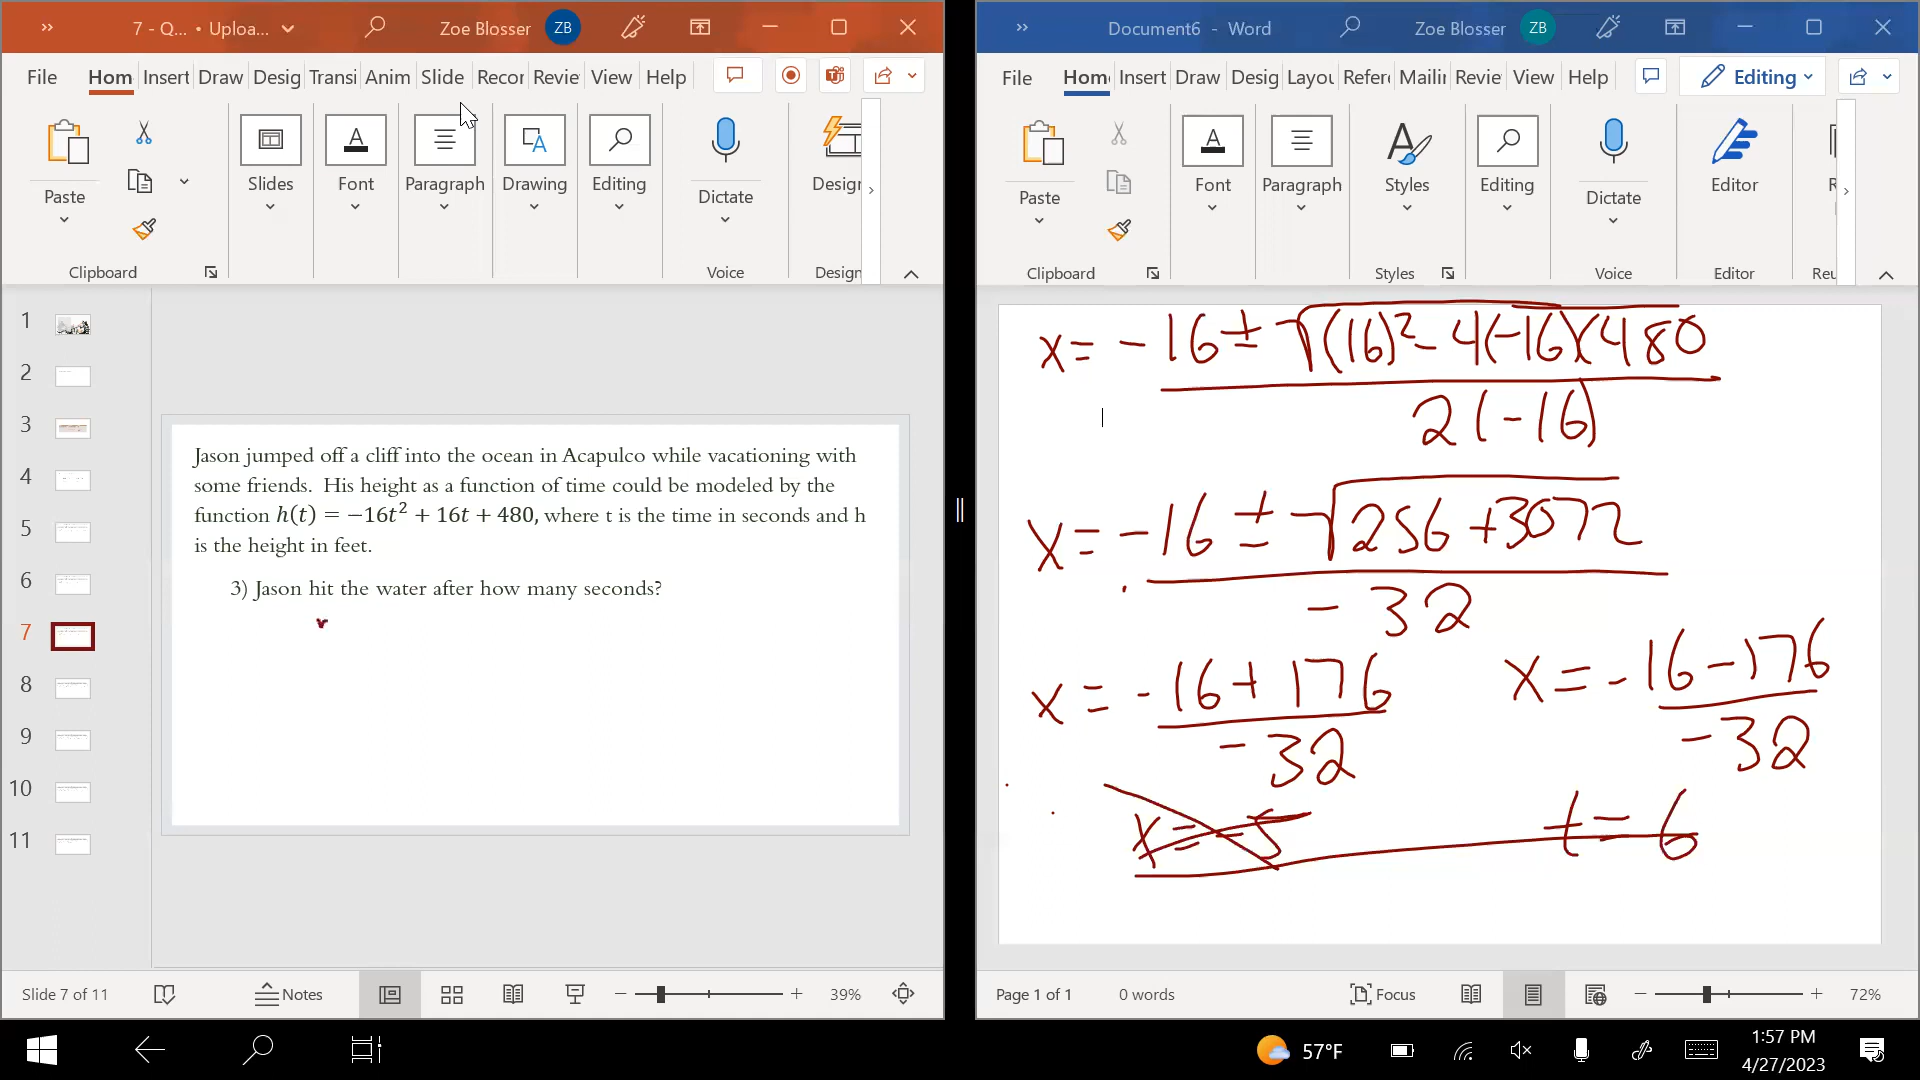 7 - Q... • Uploa... Zoe Blosser ZB
File Hom Insert Draw Desig Transi Anim Slide Recor Revie View Help
Paste Slides Font Paragraph Drawing Editing Dictate Design
Clipboard Voice Design
1
2
3
4
5
6
7
8
9
10
11
Jason jumped off a cliff into the ocean in Acapulco while vacationing with
some friends. His height as a function of time could be modeled by the
function h(t) = −16t² + 16t + 480, where t is the time in seconds and h
is the height in feet.
3) Jason hit the water after how many seconds?
Slide 7 of 11 Notes 39%
Document6 - Word Zoe Blosser ZB
File Hom Insert Draw Desig Layou Refere Mailin Revie View Help Editing
Paste Font Paragraph Styles Editing Dictate Editor R
Clipboard Styles Voice Editor Reu
x = -16 ± √(16)² - 4(-16)(480
2(-16)
x = -16 ± √256 + 3072
-32
x = -16 + 176 x = -16 - 176
-32 -32
x = -5 t = 6
Page 1 of 1 0 words Focus 72%
57°F 1:57 PM
4/27/2023